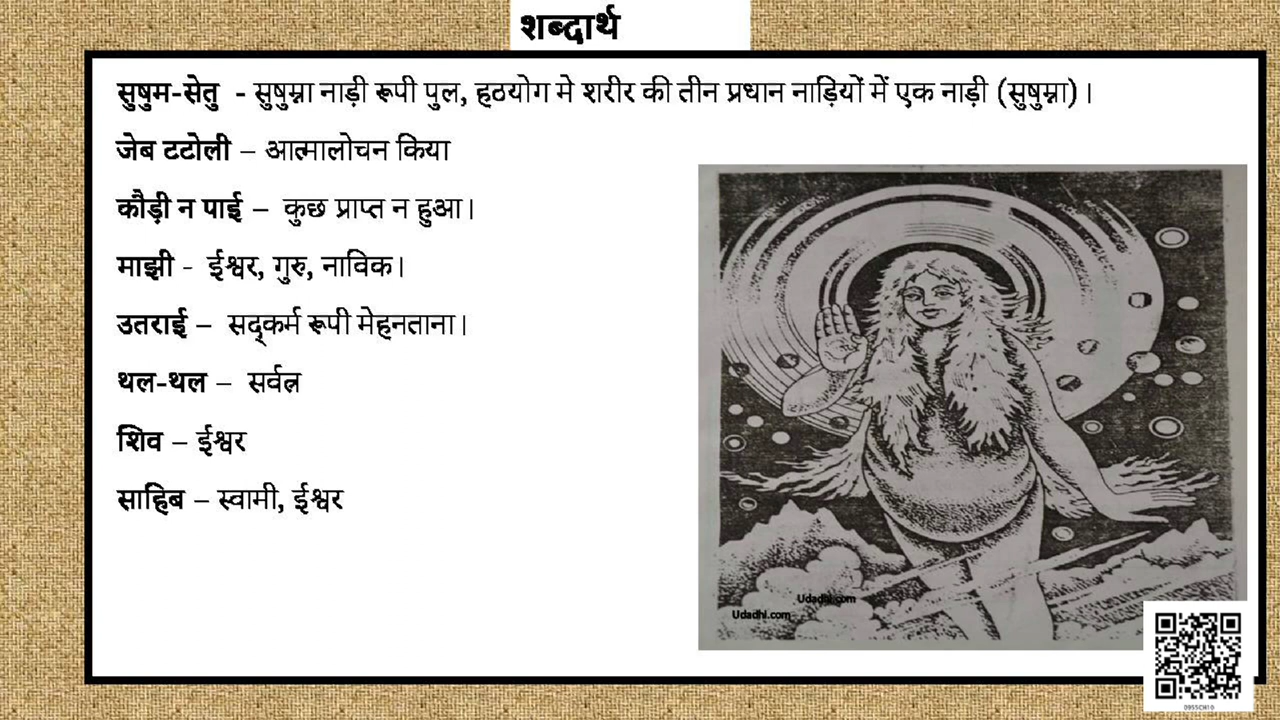 शब्दार्थ
सुषुम-सेतु - सुषुम्ना नाड़ी रूपी पुल, हठयोग मे शरीर की तीन प्रधान नाड़ियों में एक नाड़ी (सुषुम्ना)।
जेब टटोली – आत्मालोचन किया
कौड़ी न पाई – कुछ प्राप्त न हुआ।
माझी - ईश्वर, गुरु, नाविक।
उतराई – सद्कर्म रूपी मेहनताना।
थल-थल – सर्वत्र
शिव – ईश्वर
साहिब – स्वामी, ईश्वर
Udadhi.com
Udadhi.com
0955CH10